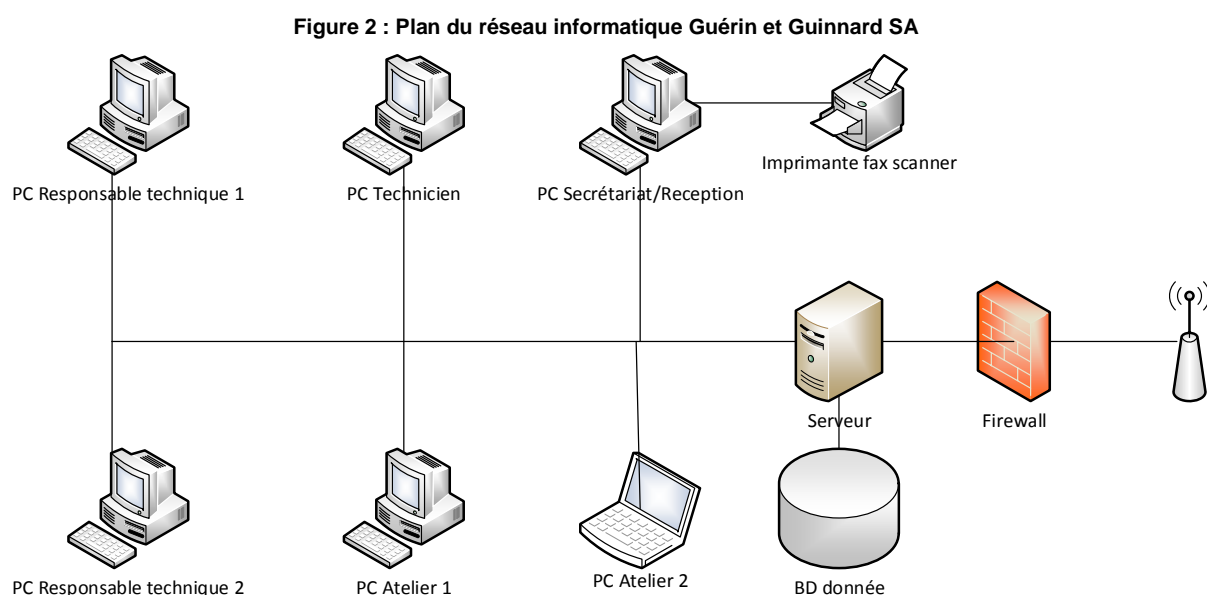 Figure 2 : Plan du réseau informatique Guérin et Guinnard SA
Imprimante fax scanner
PC Responsable technique 1
PC Technicien
PC Secrétariat/Reception
Serveur
Firewall
PC Responsable technique 2
PC Atelier 1
PC Atelier 2
BD donnée